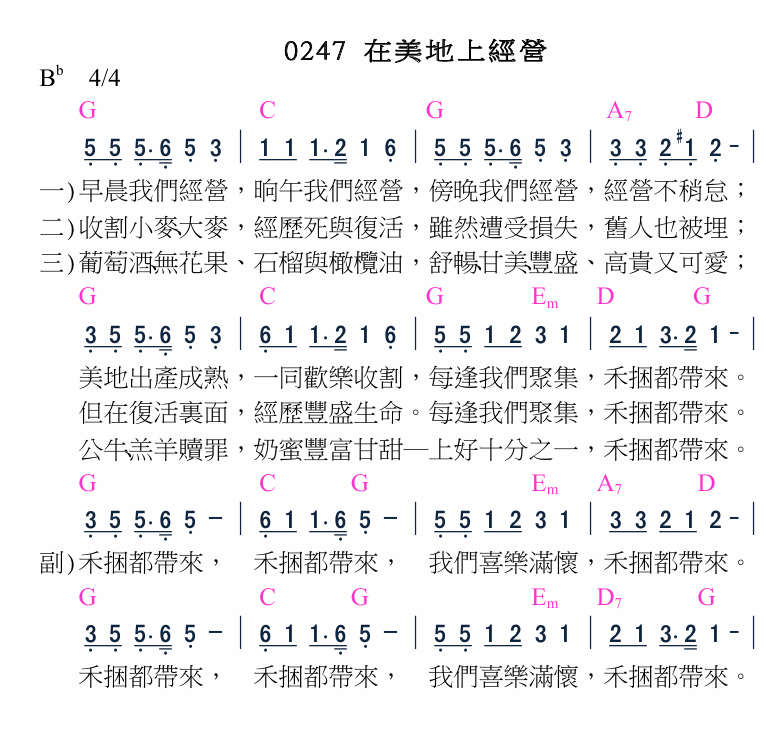 0247 在美地上經營
B♭ 4/4
G C G A7 D
5 5 5·6 5 3 | 1 1 1·2 1 6 | 5 5 5·6 5 3 | 3 3 2 #1 2 - |
一)早晨我們經營，晌午我們經營，傍晚我們經營，經營不稍怠；
二)收割小麥、大麥，經歷死與復活，雖然遭受損失，舊人也被埋；
三)葡萄酒、無花果、石榴與橄欖油，舒暢、甘美、豐盛、高貴又可愛；
G C G Em D G
3 5 5·6 5 3 | 6 1 1·2 1 6 | 5 5 1 2 3 1 | 2 1 3·2 1 - |
美地出產成熟，一同歡樂收割，每逢我們聚集，禾捆都帶來。
但在復活裏面，經歷豐盛生命。每逢我們聚集，禾捆都帶來。
公牛、羔羊贖罪，奶蜜豐富甘甜—上好十分之一，禾捆都帶來。
G C G Em A7 D
3 5 5·6 5 - | 6 1 1·6 5 - | 5 5 1 2 3 1 | 3 3 2 1 2 - |
副)禾捆都帶來， 禾捆都帶來， 我們喜樂滿懷，禾捆都帶來。
G C G Em D7 G
3 5 5·6 5 - | 6 1 1·6 5 - | 5 5 1 2 3 1 | 2 1 3·2 1 - |
禾捆都帶來， 禾捆都帶來， 我們喜樂滿懷，禾捆都帶來。